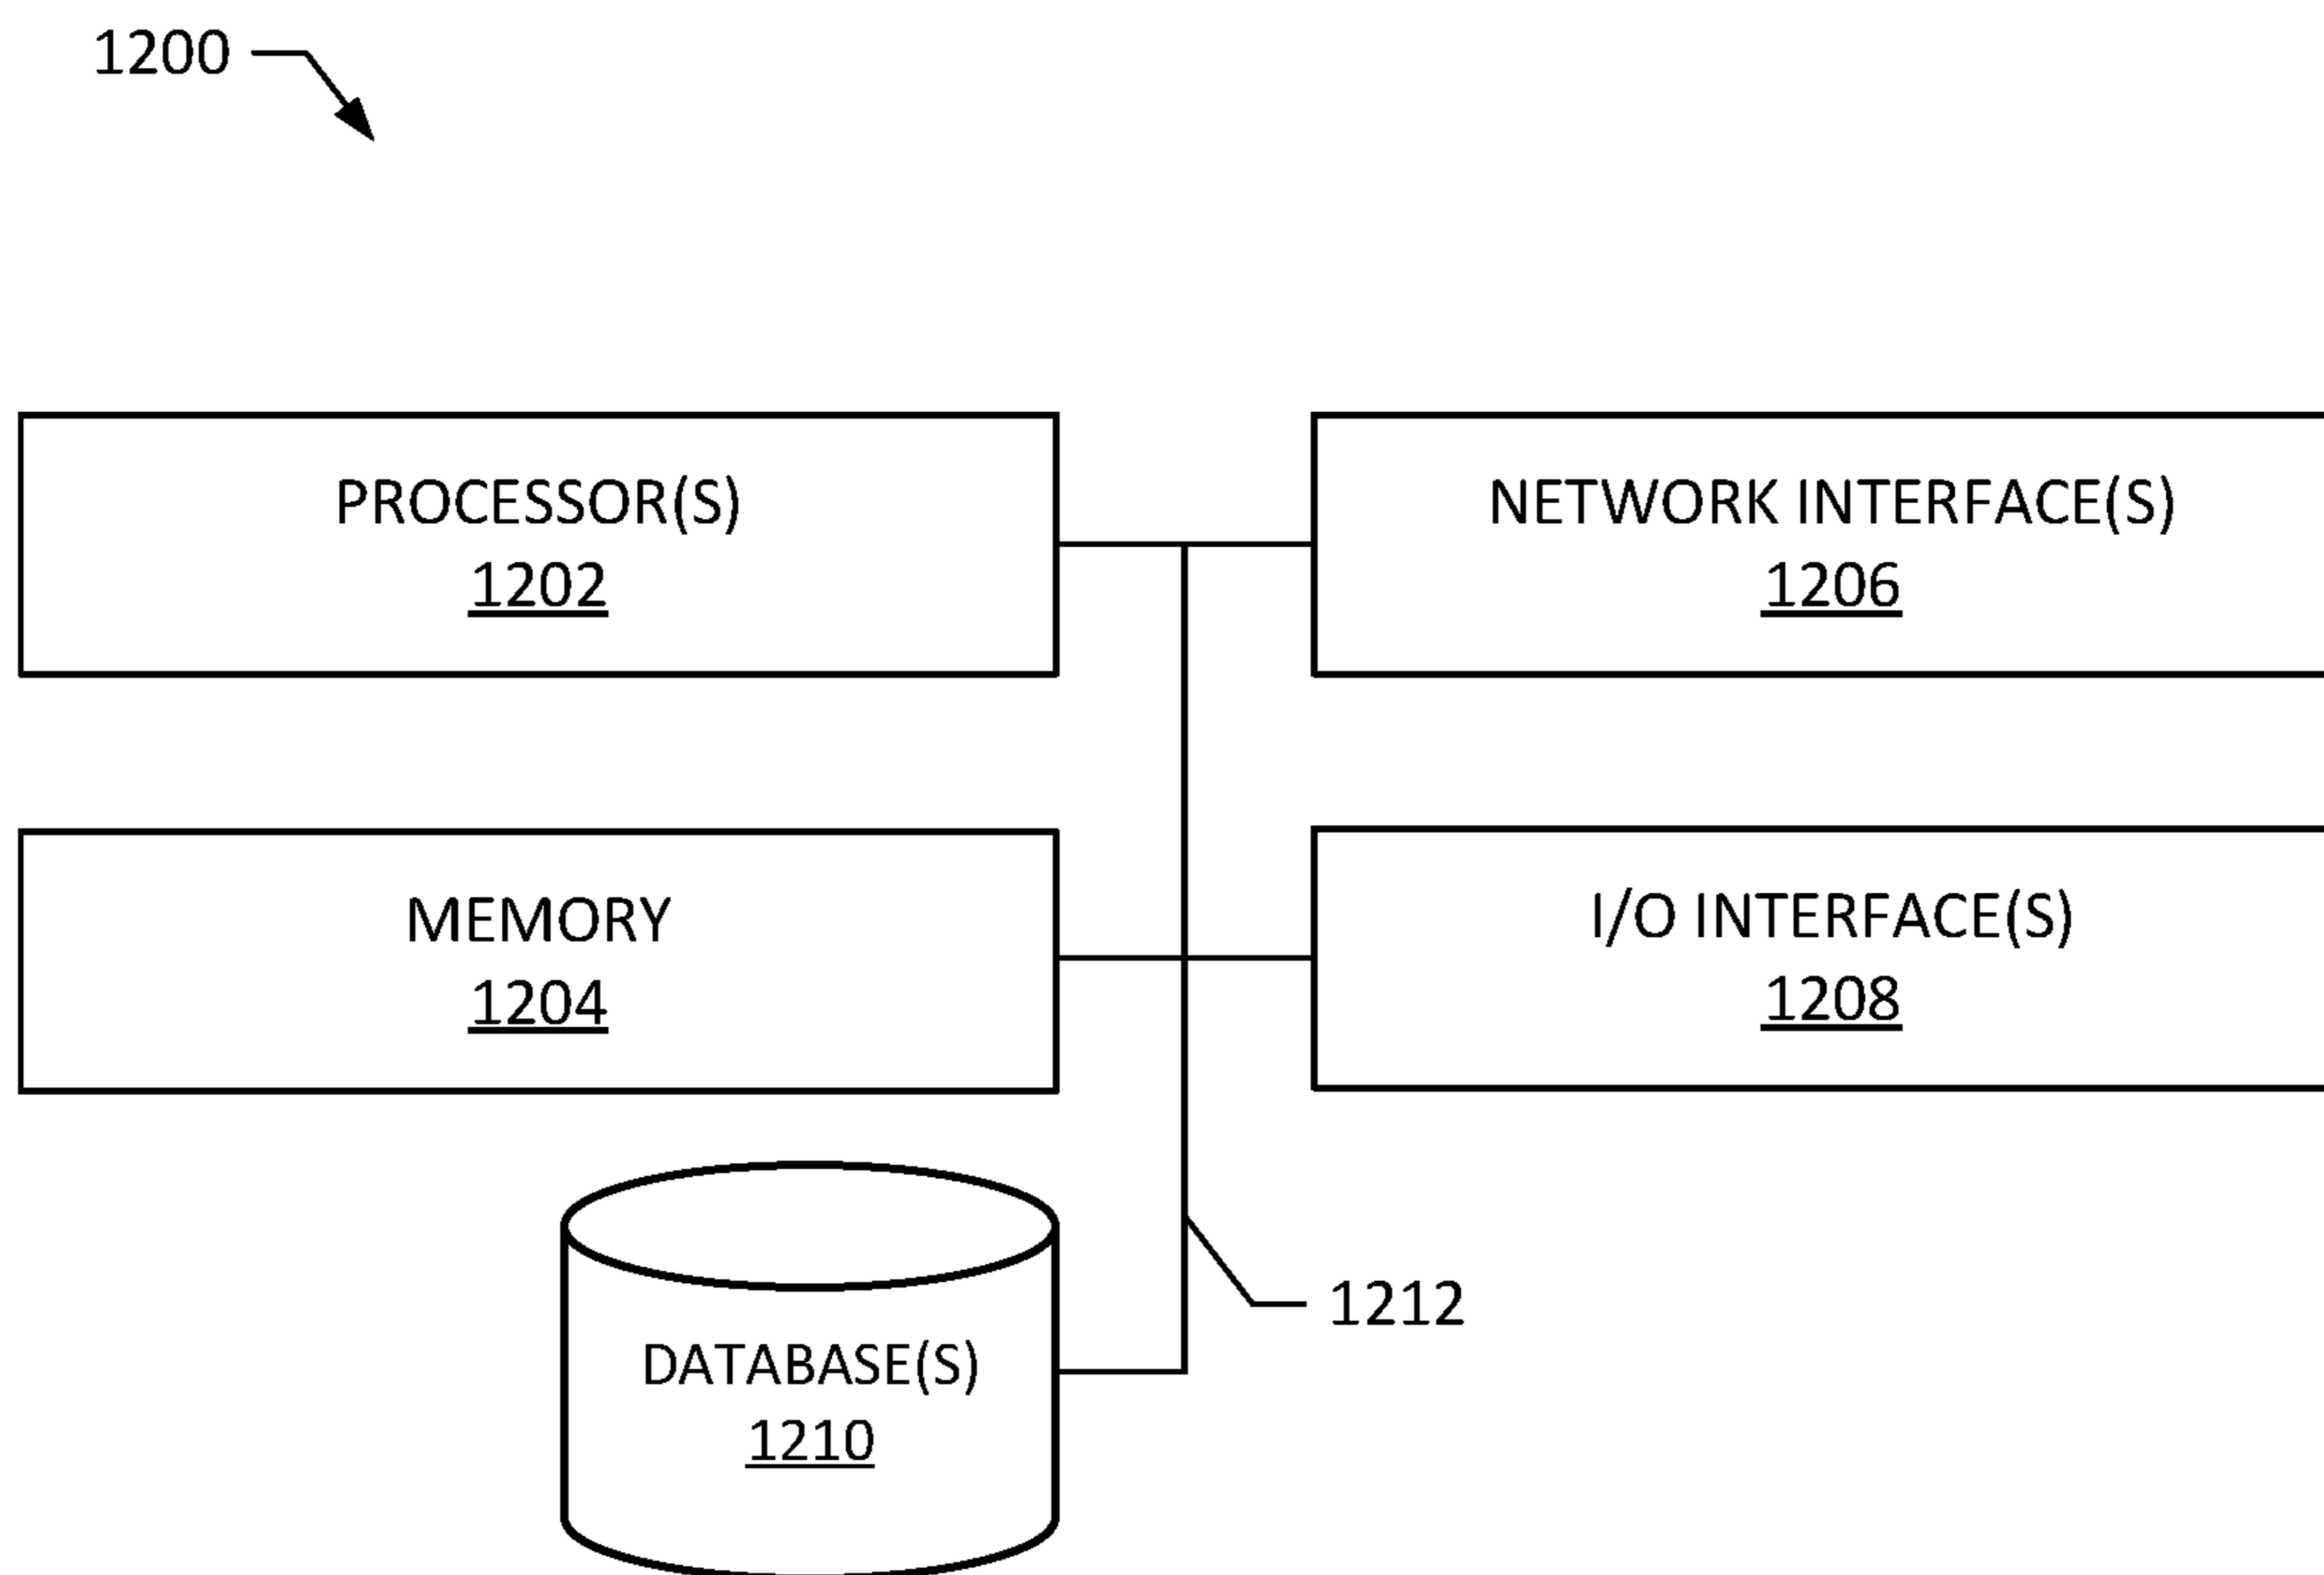 1200
PROCESSOR(S)
1202
NETWORK INTERFACE(S)
1206
MEMORY
1204
I/O INTERFACE(S)
1208
DATABASE(S)
1210
1212